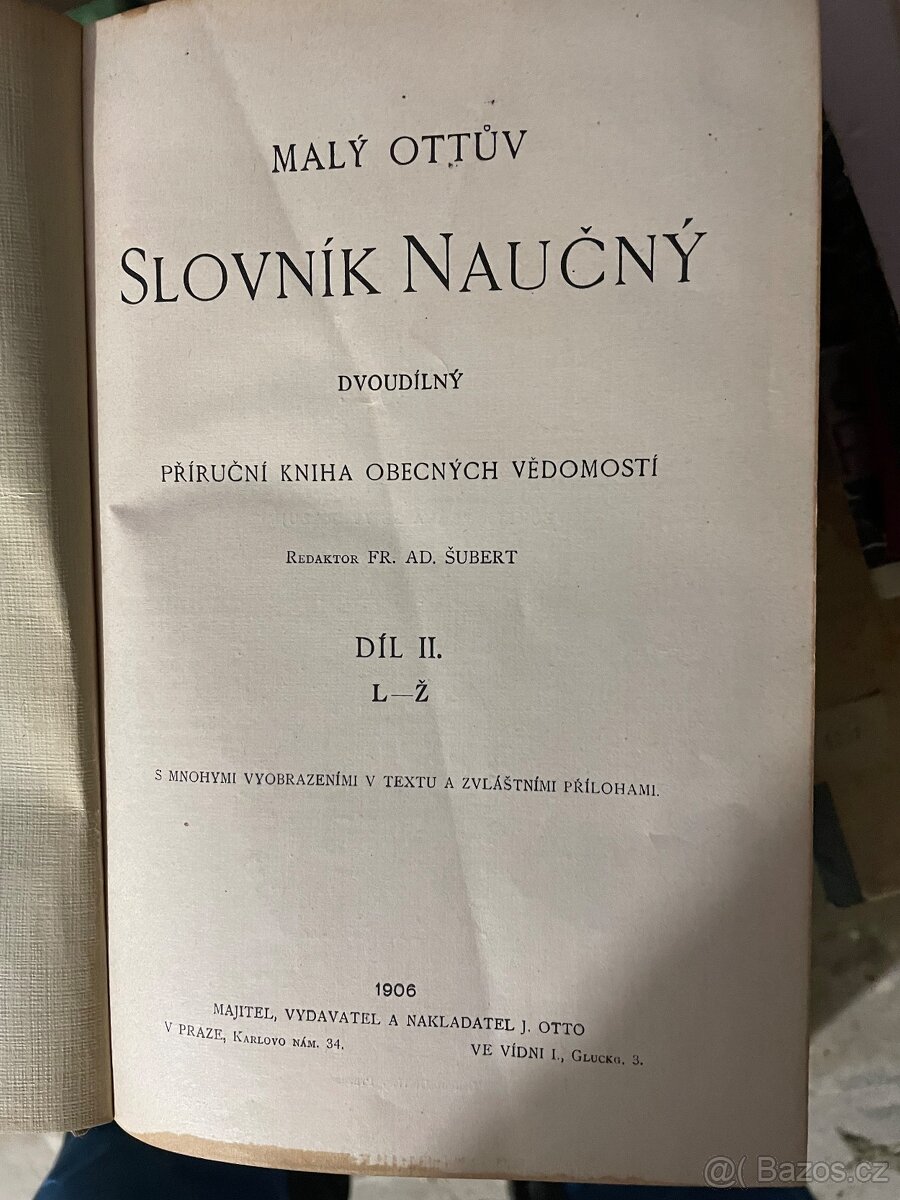 MALÝ OTTŮV
SLOVNÍK NAUČNÝ
DVOUDÍLNÝ
PŘÍRUČNÍ KNIHA OBECNÝCH VĚDOMOSTÍ
REDAKTOR FR. AD. ŠUBERT
DÍL II.
L—Ž
S MNOHYMI VYOBRAZENÍMI V TEXTU A ZVLÁŠTNÍMI PŘÍLOHAMI.
1906
MAJITEL, VYDAVATEL A NAKLADATEL J. OTTO
V PRAZE, KARLOVO NÁM. 34. VE VÍDNI I., GLUCKG. 3.
@( Bazos.cz